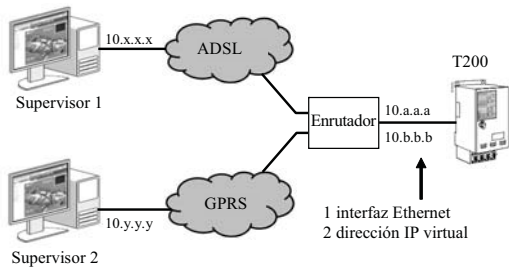 10.x.x.x
ADSL
T200
Supervisor 1
Enrutador
10.a.a.a
10.b.b.b
GPRS
1 interfaz Ethernet
2 dirección IP virtual
10.y.y.y
Supervisor 2